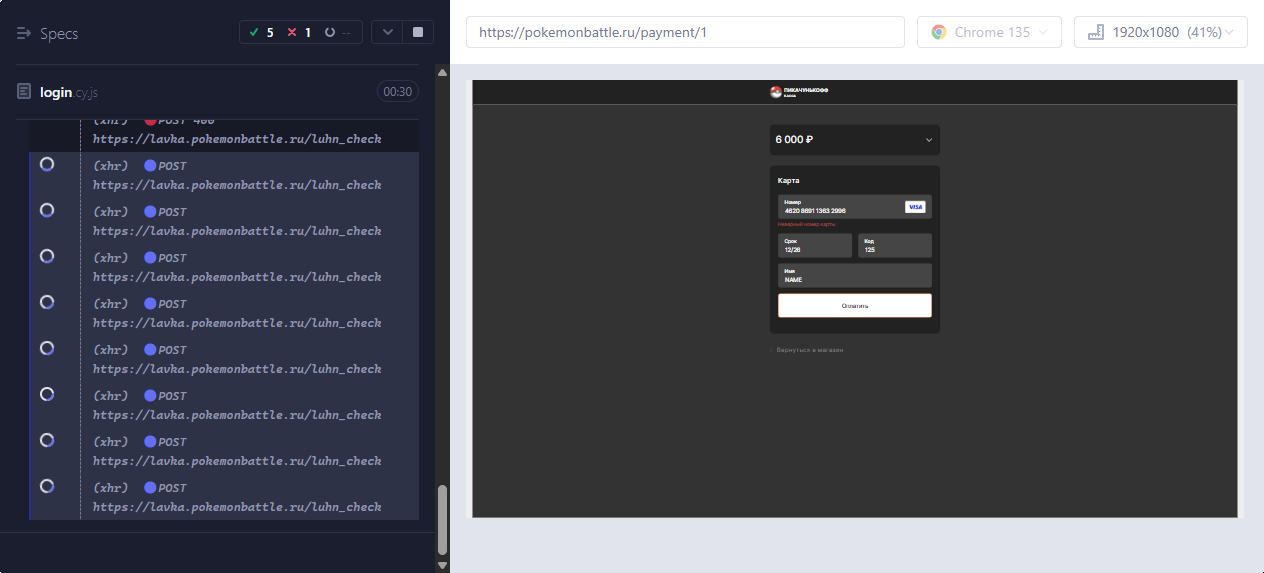 Specs
5
1
--
login.cy.js
00:30
(xhr) POST 400
https://lavka.pokemonbattle.ru/luhn_check
(xhr) POST
https://lavka.pokemonbattle.ru/luhn_check
(xhr) POST
https://lavka.pokemonbattle.ru/luhn_check
(xhr) POST
https://lavka.pokemonbattle.ru/luhn_check
(xhr) POST
https://lavka.pokemonbattle.ru/luhn_check
(xhr) POST
https://lavka.pokemonbattle.ru/luhn_check
(xhr) POST
https://lavka.pokemonbattle.ru/luhn_check
(xhr) POST
https://lavka.pokemonbattle.ru/luhn_check
(xhr) POST
https://lavka.pokemonbattle.ru/luhn_check
https://pokemonbattle.ru/payment/1
Chrome 135
1920x1080 (41%)
ПИКАЧУНЬКОФФ
КАССА
6 000 ₽
Карта
Номер
4620 8691 1363 2996
VISA
Неверный номер карты
Срок
12/26
Код
125
Имя
NAME
Оплатить
Вернуться в магазин